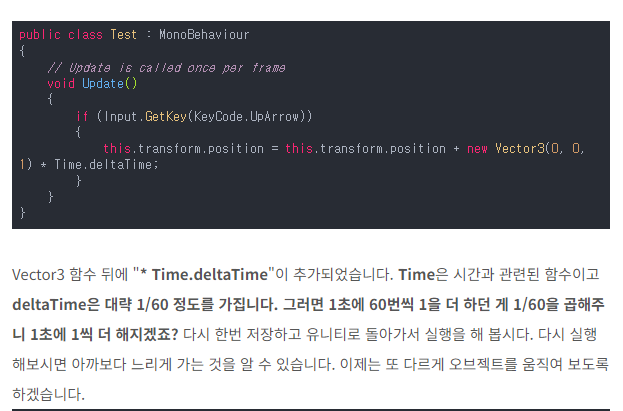 public class Test : MonoBehaviour
{
    // Update is called once per frame
    void Update()
    {
        if (Input.GetKey(KeyCode.UpArrow))
        {
            this.transform.position = this.transform.position + new Vector3(0, 0,
1) * Time.deltaTime;
        }
    }
}
Vector3 함수 뒤에 "* Time.deltaTime"이 추가되었습니다. Time은 시간과 관련된 함수이고
deltaTime은 대략 1/60 정도를 가집니다. 그러면 1초에 60번씩 1을 더 하던 게 1/60을 곱해주
니 1초에 1씩 더 해지겠죠? 다시 한번 저장하고 유니티로 돌아가서 실행을 해 봅시다. 다시 실행
해보시면 아까보다 느리게 가는 것을 알 수 있습니다. 이제는 또 다르게 오브젝트를 움직여 보도록
하겠습니다.